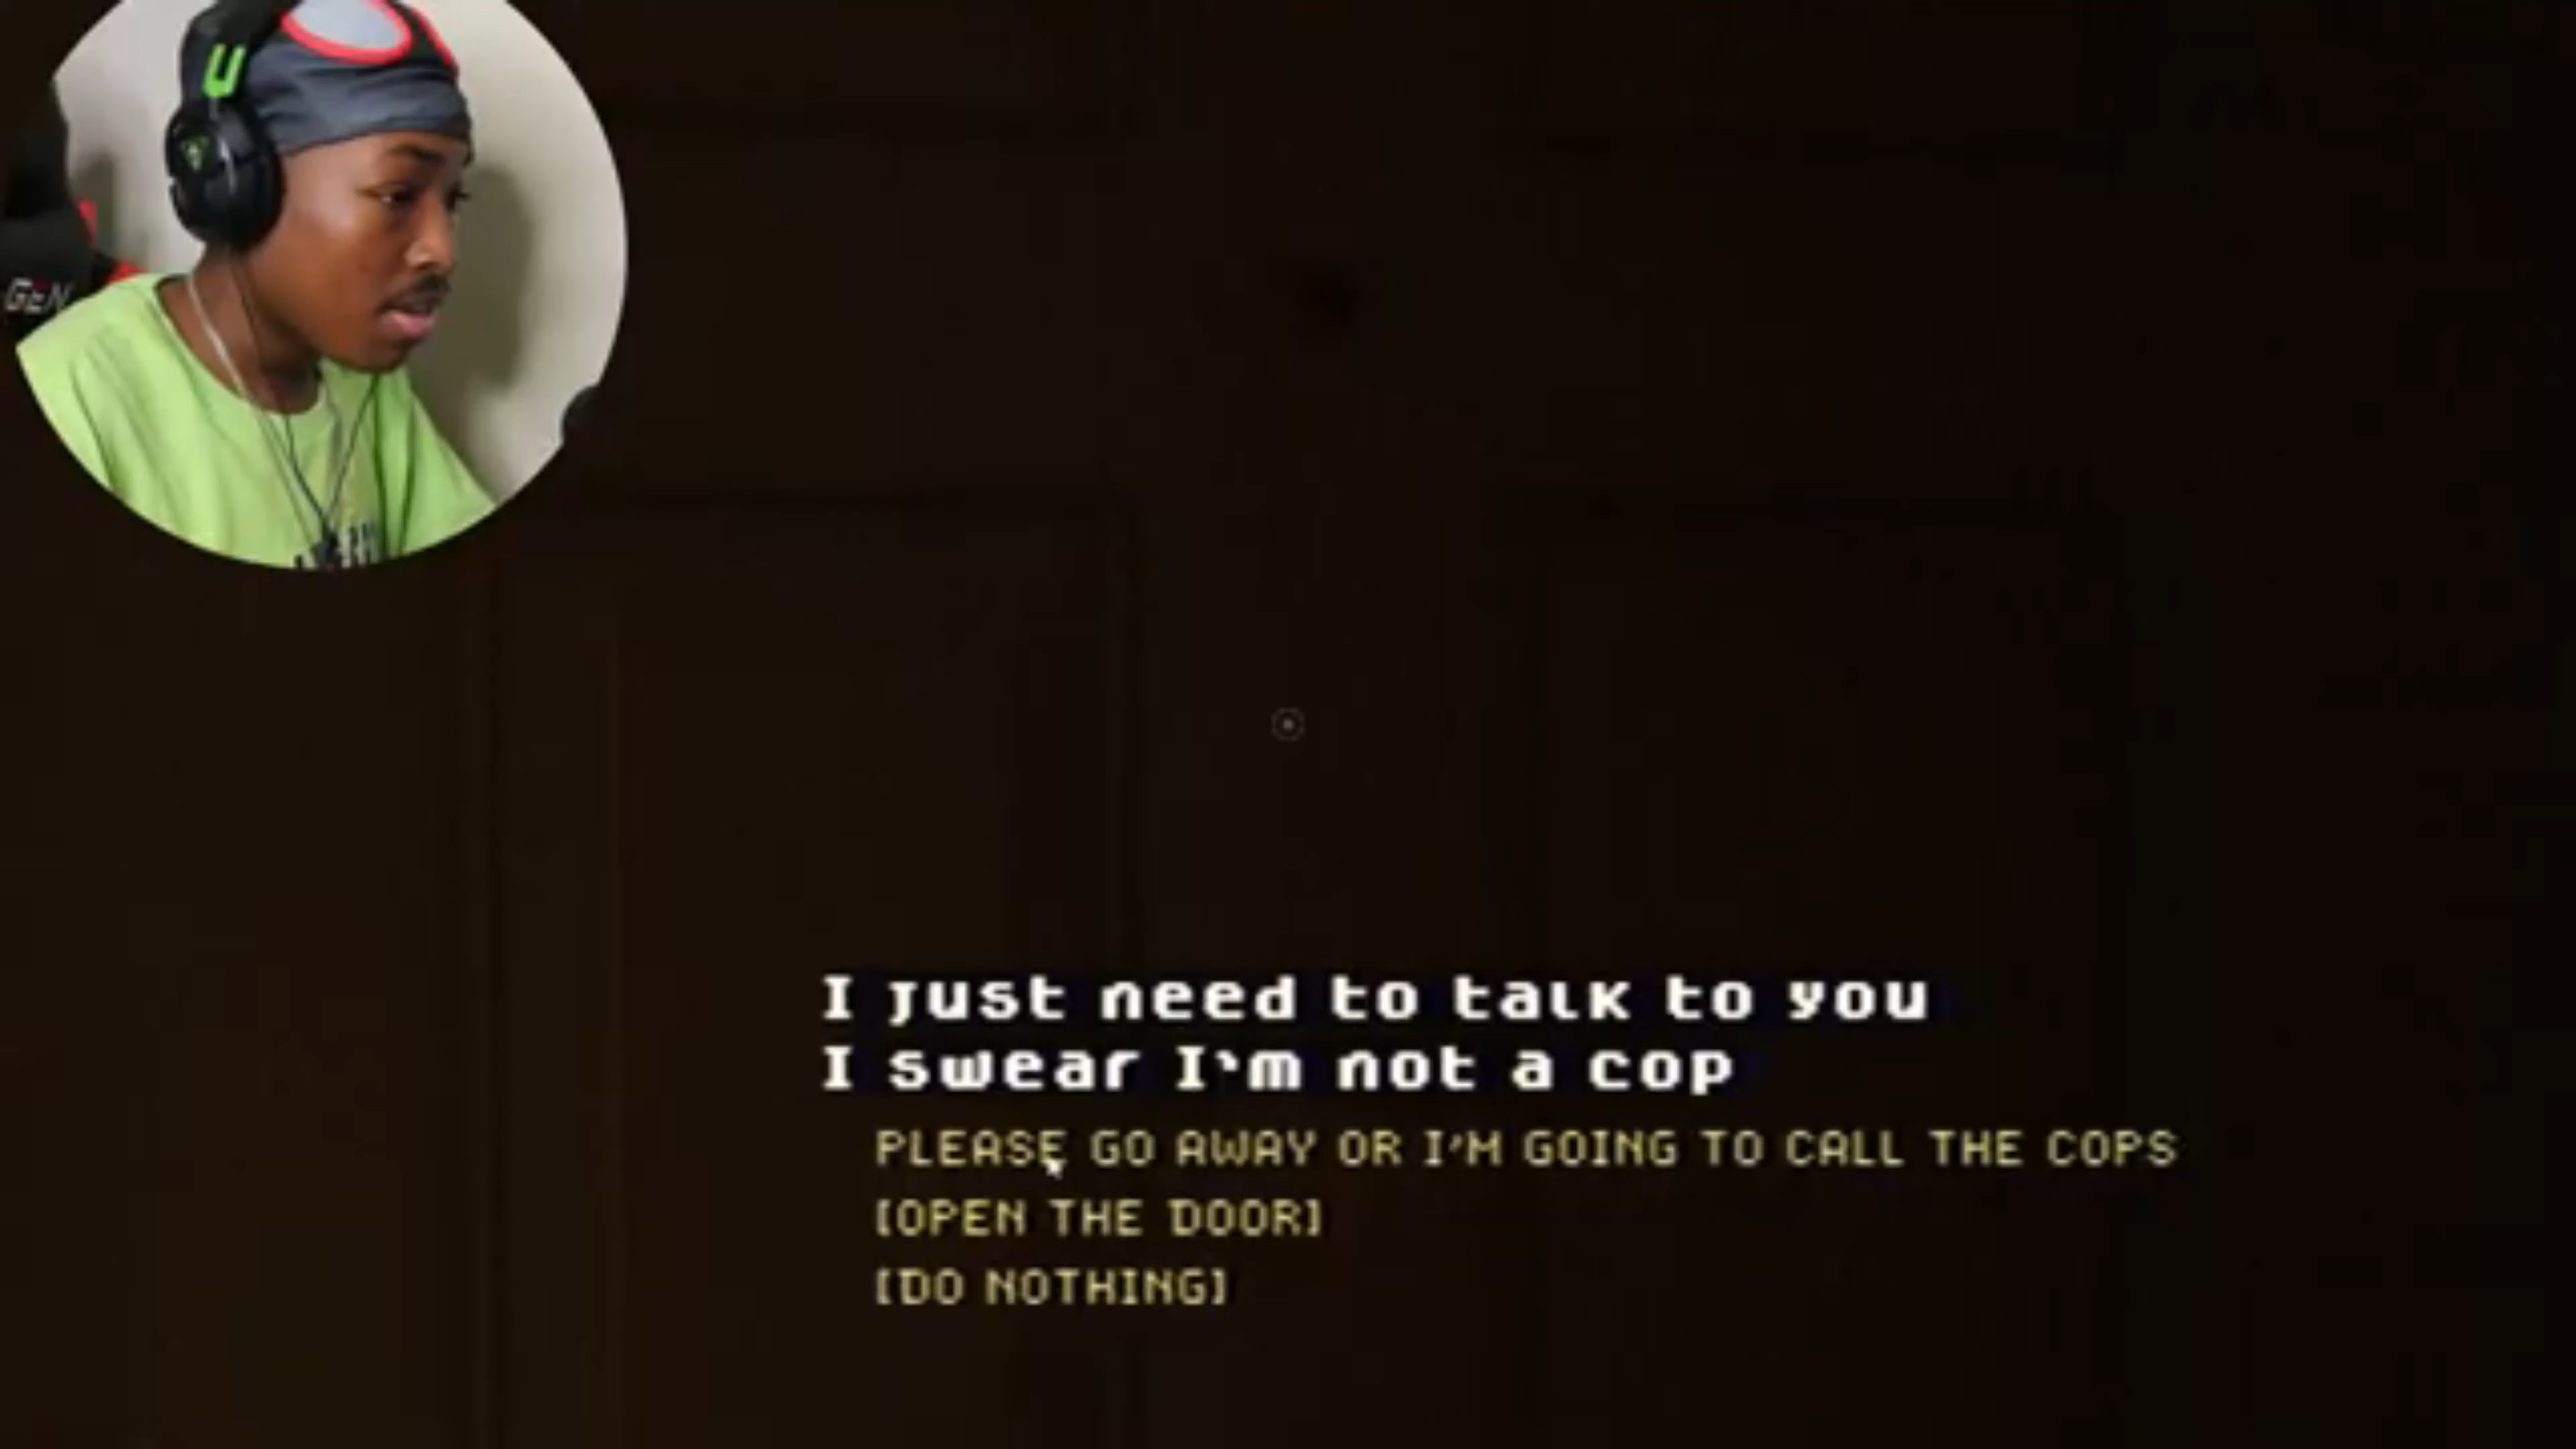 GEN
I just need to talk to you
I swear I'm not a cop
PLEASE GO AWAY OR I'M GOING TO CALL THE COPS
[OPEN THE DOOR]
[DO NOTHING]